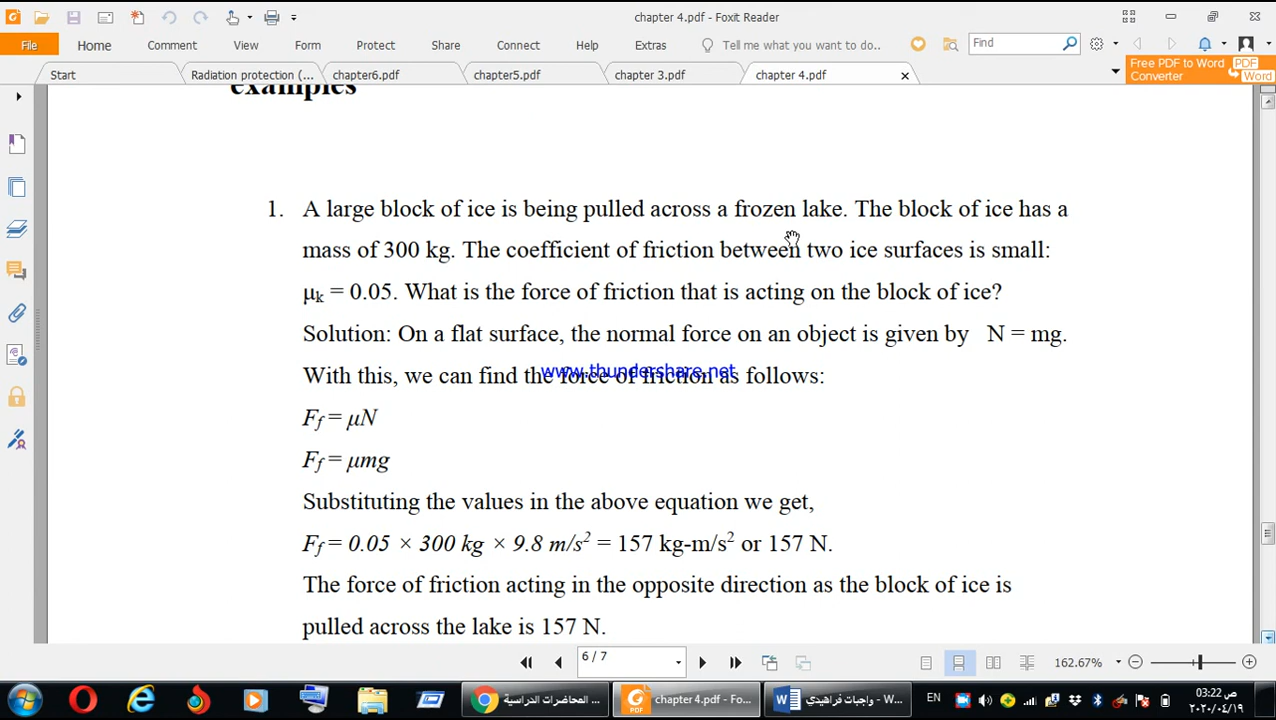 chapter 4.pdf - Foxit Reader
File Home Comment View Form Protect Share Connect Help Extras Tell me what you want to do.. Find
Start Radiation protection (... chapter6.pdf chapter5.pdf chapter 3.pdf chapter 4.pdf
Free PDF to Word Converter
PDF Word
examples
1. A large block of ice is being pulled across a frozen lake. The block of ice has a
mass of 300 kg. The coefficient of friction between two ice surfaces is small:
μk = 0.05. What is the force of friction that is acting on the block of ice?
Solution: On a flat surface, the normal force on an object is given by N = mg.
With this, we can find the force of friction as follows:
www.thundershare.net
Ff = μN
Ff = μmg
Substituting the values in the above equation we get,
Ff = 0.05 × 300 kg × 9.8 m/s2 = 157 kg-m/s2 or 157 N.
The force of friction acting in the opposite direction as the block of ice is
pulled across the lake is 157 N.
6 / 7
162.67%
المحاضرات الدراسية ...
chapter 4.pdf - Fo...
واجبات فراهيدي - W...
EN
03:22 ص
٢٠٢٠/٠٤/١٩